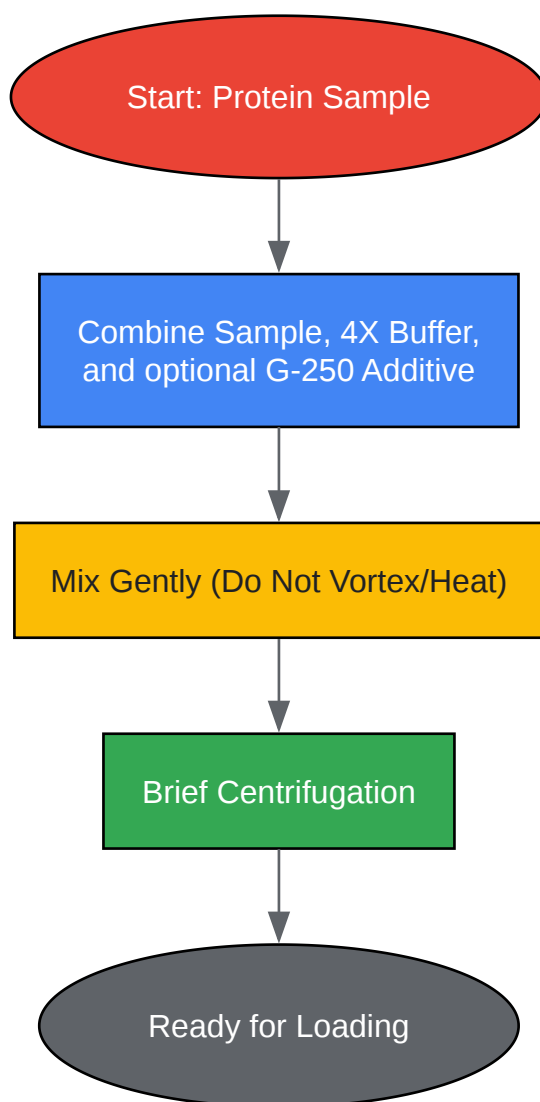 Start: Protein Sample
Combine Sample, 4X Buffer,
and optional G-250 Additive
Mix Gently (Do Not Vortex/Heat)
Brief Centrifugation
Ready for Loading